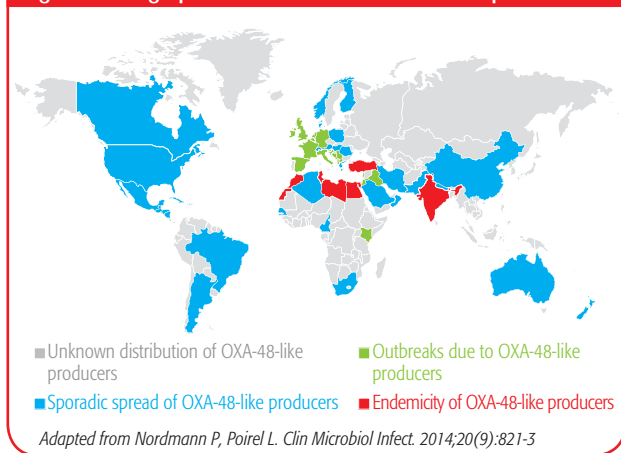 Unknown distribution of OXA-48-like
producers
Sporadic spread of OXA-48-like producers
Outbreaks due to OXA-48-like
producers
Endemicity of OXA-48-like producers
Adapted from Nordmann P, Poirel L. Clin Microbiol Infect. 2014;20(9):821-3